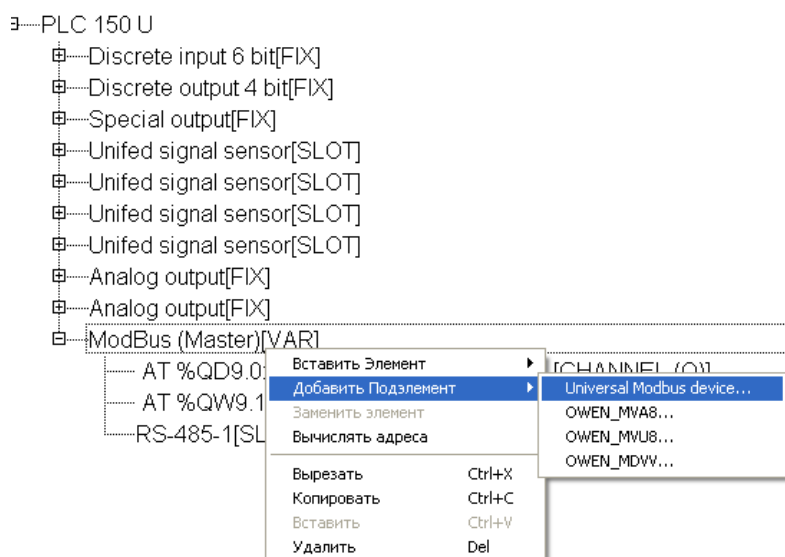 PLC 150 U
Discrete input 6 bit[FIX]
Discrete output 4 bit[FIX]
Special output[FIX]
Unifed signal sensor[SLOT]
Unifed signal sensor[SLOT]
Unifed signal sensor[SLOT]
Unifed signal sensor[SLOT]
Analog output[FIX]
Analog output[FIX]
ModBus (Master)[VAR]
AT %QD9.0: [CHANNEL (Q)]
AT %QW9.1
RS-485-1[SL
Вставить Элемент
Добавить Подэлемент
Заменить элемент
Вычислять адреса
Вырезать Ctrl+X
Копировать Ctrl+C
Вставить Ctrl+V
Удалить Del
Universal Modbus device...
OWEN_MVA8...
OWEN_MVU8...
OWEN_MDVV...